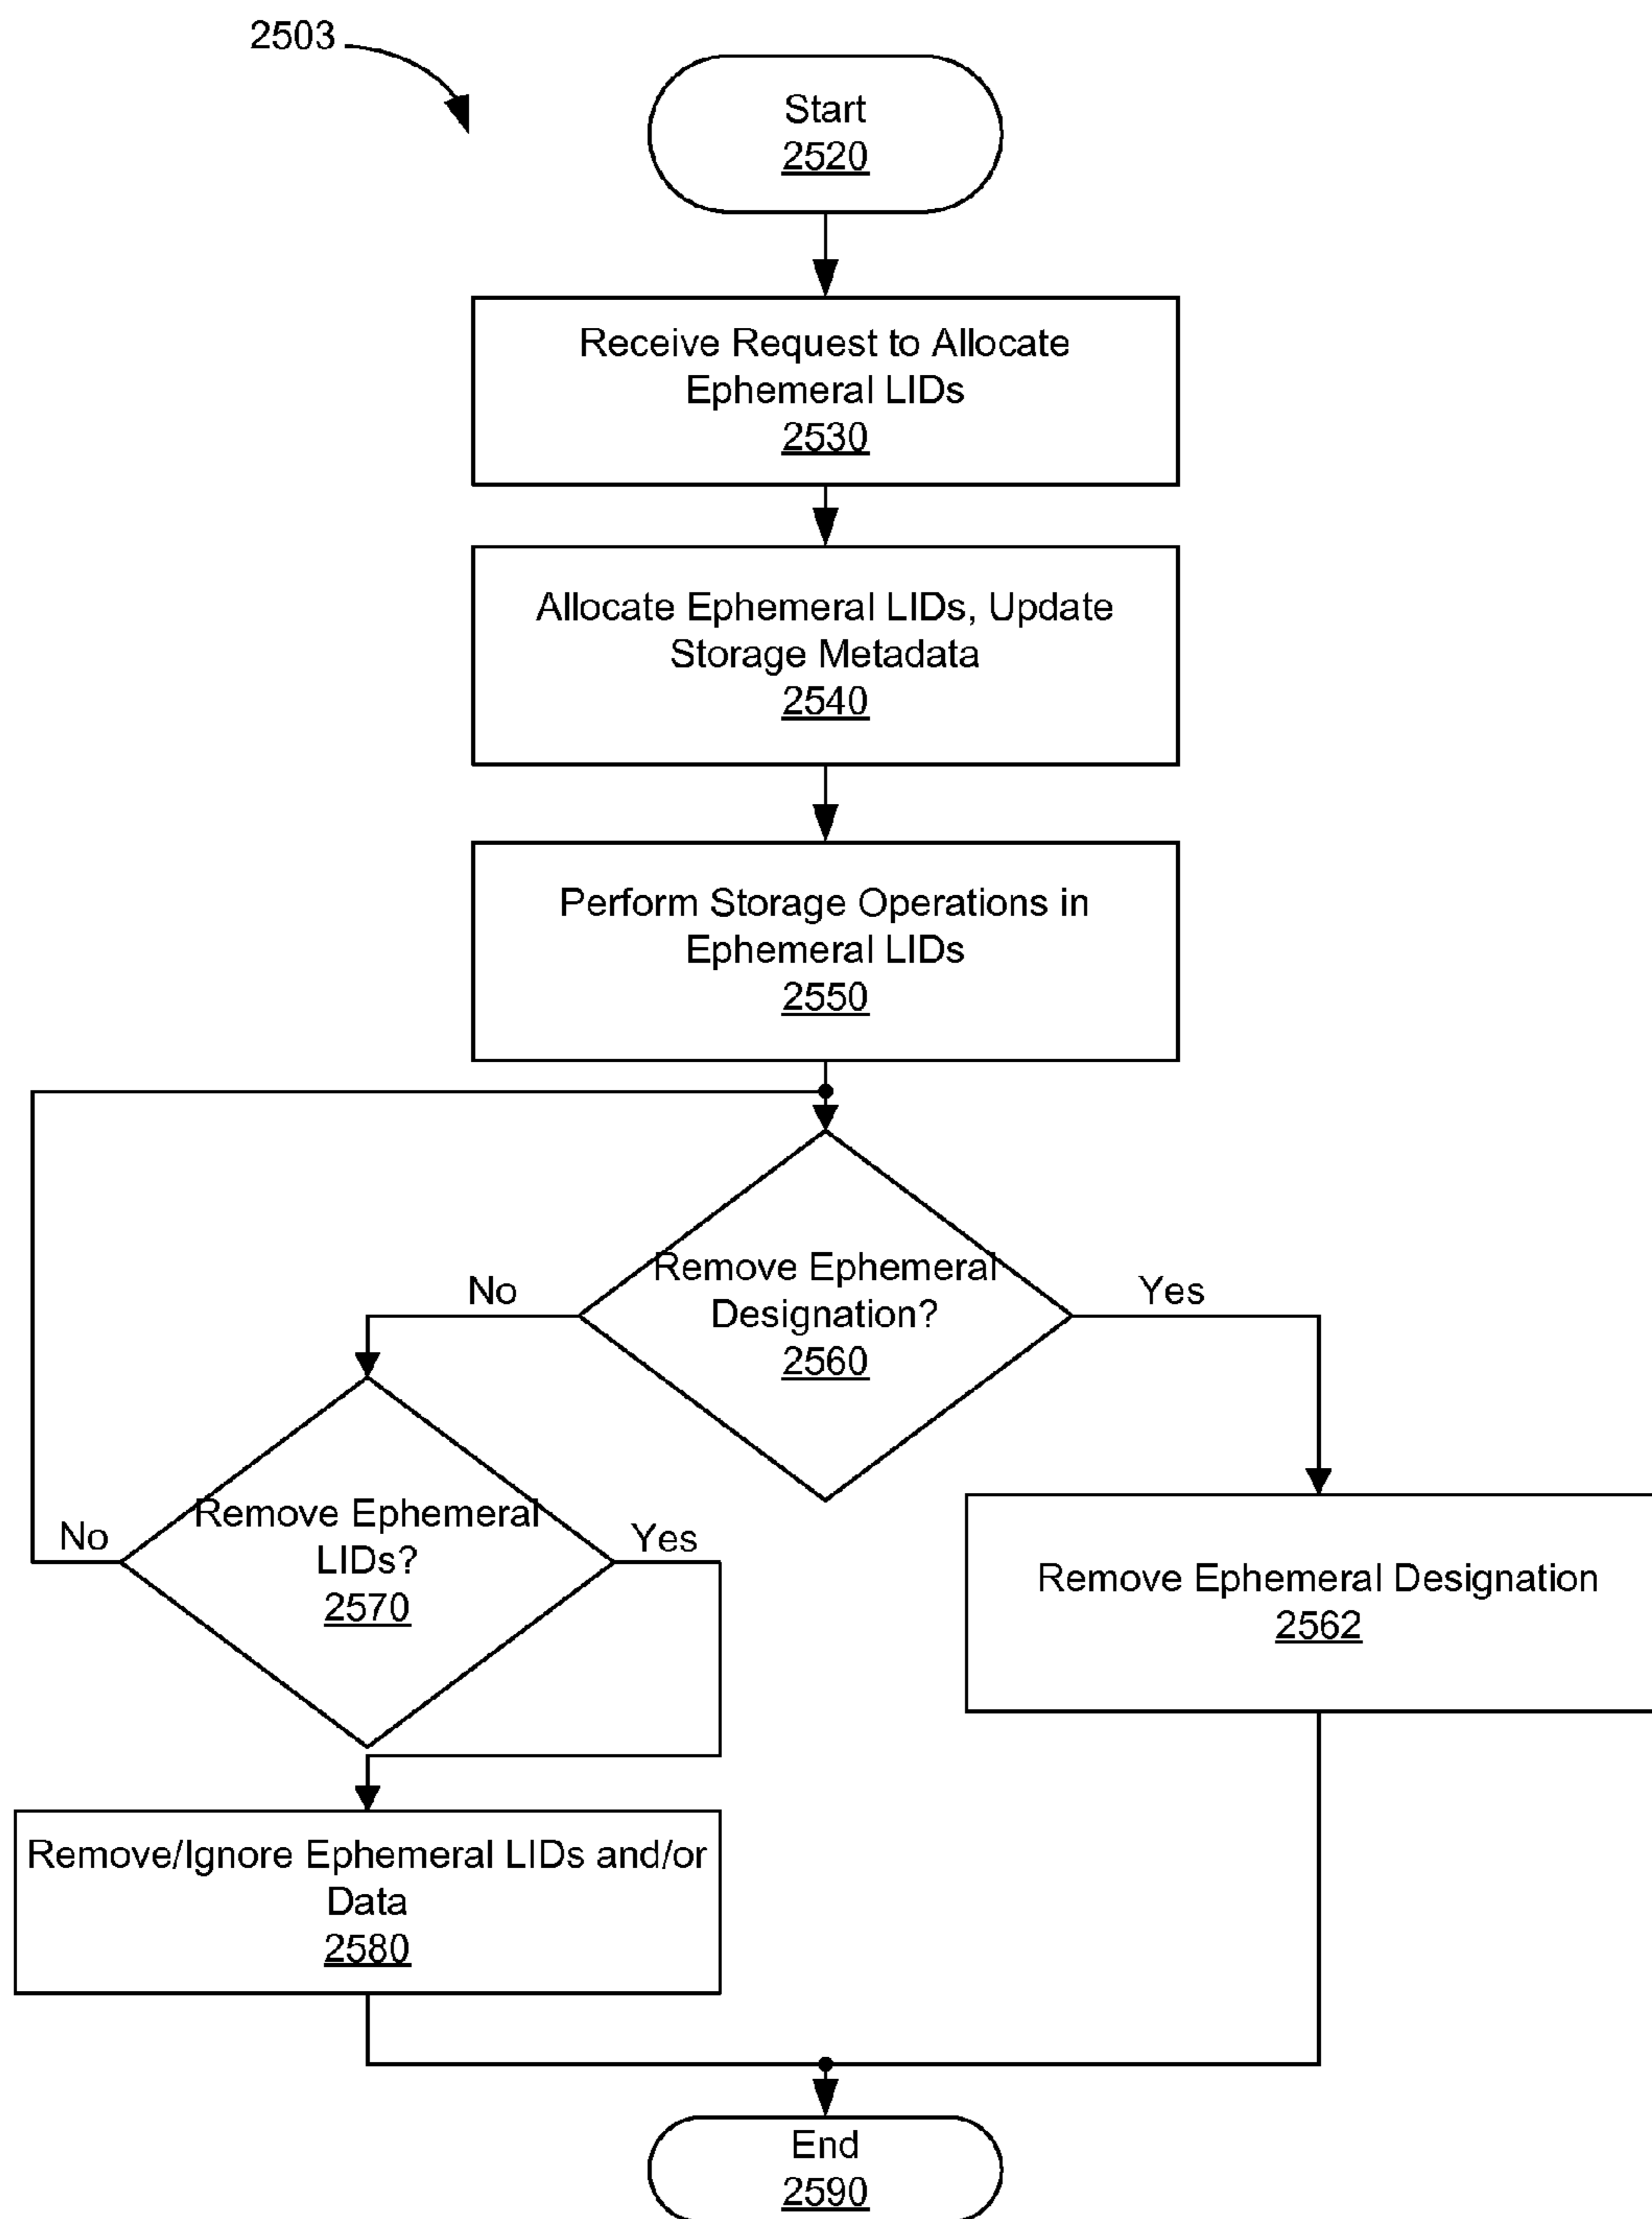 2503
Start
2520
Receive Request to Allocate
Ephemeral LIDs
2530
Allocate Ephemeral LIDs, Update
Storage Metadata
2540
Perform Storage Operations in
Ephemeral LIDs
2550
Remove Ephemeral
Designation?
2560
No
Yes
Remove Ephemeral
LIDs?
2570
No
Yes
Remove Ephemeral Designation
2562
Remove/Ignore Ephemeral LIDs and/or
Data
2580
End
2590